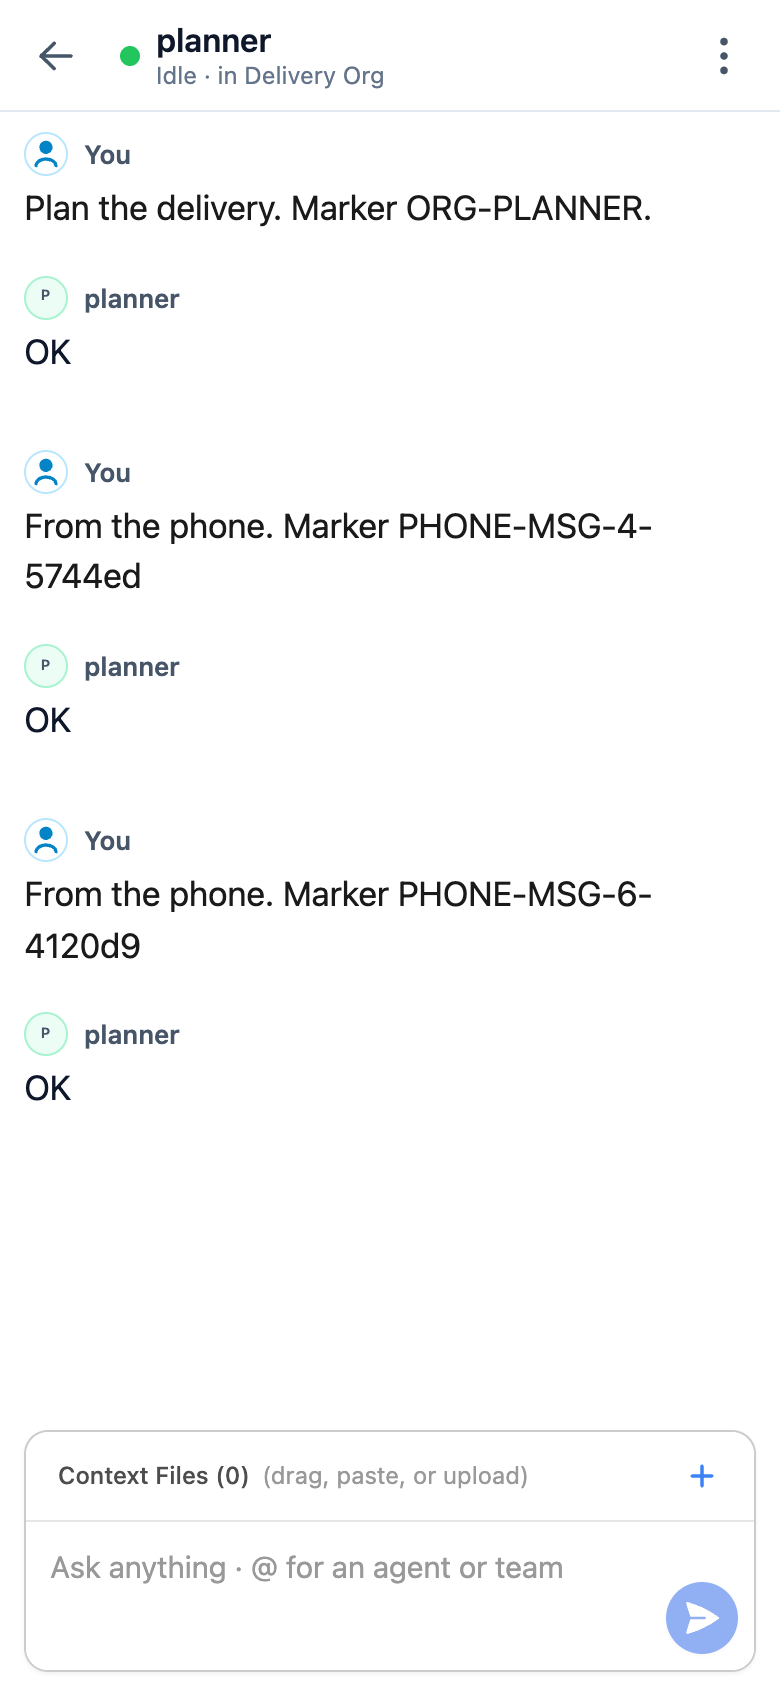 planner
Idle · in Delivery Org
You
Plan the delivery. Marker ORG-PLANNER.
P planner
OK
You
From the phone. Marker PHONE-MSG-4-
5744ed
P planner
OK
You
From the phone. Marker PHONE-MSG-6-
4120d9
P planner
OK
Context Files (0) (drag, paste, or upload)
Ask anything · @ for an agent or team